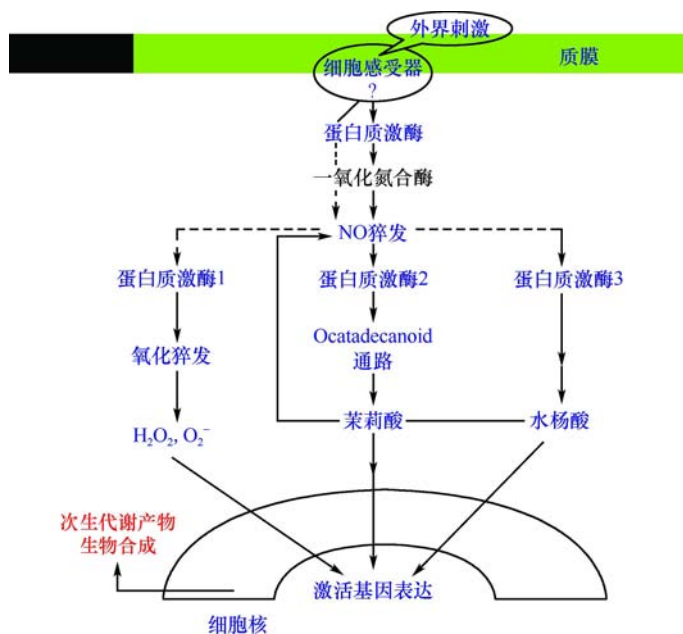 外界刺激
质膜
细胞感受器
?
蛋白质激酶
一氧化氮合酶
NO猝发
蛋白质激酶1
蛋白质激酶2
蛋白质激酶3
氧化猝发
Ocatadecanoid
通路
H₂O₂, O₂⁻
茉莉酸
水杨酸
次生代谢产物
生物合成
激活基因表达
细胞核